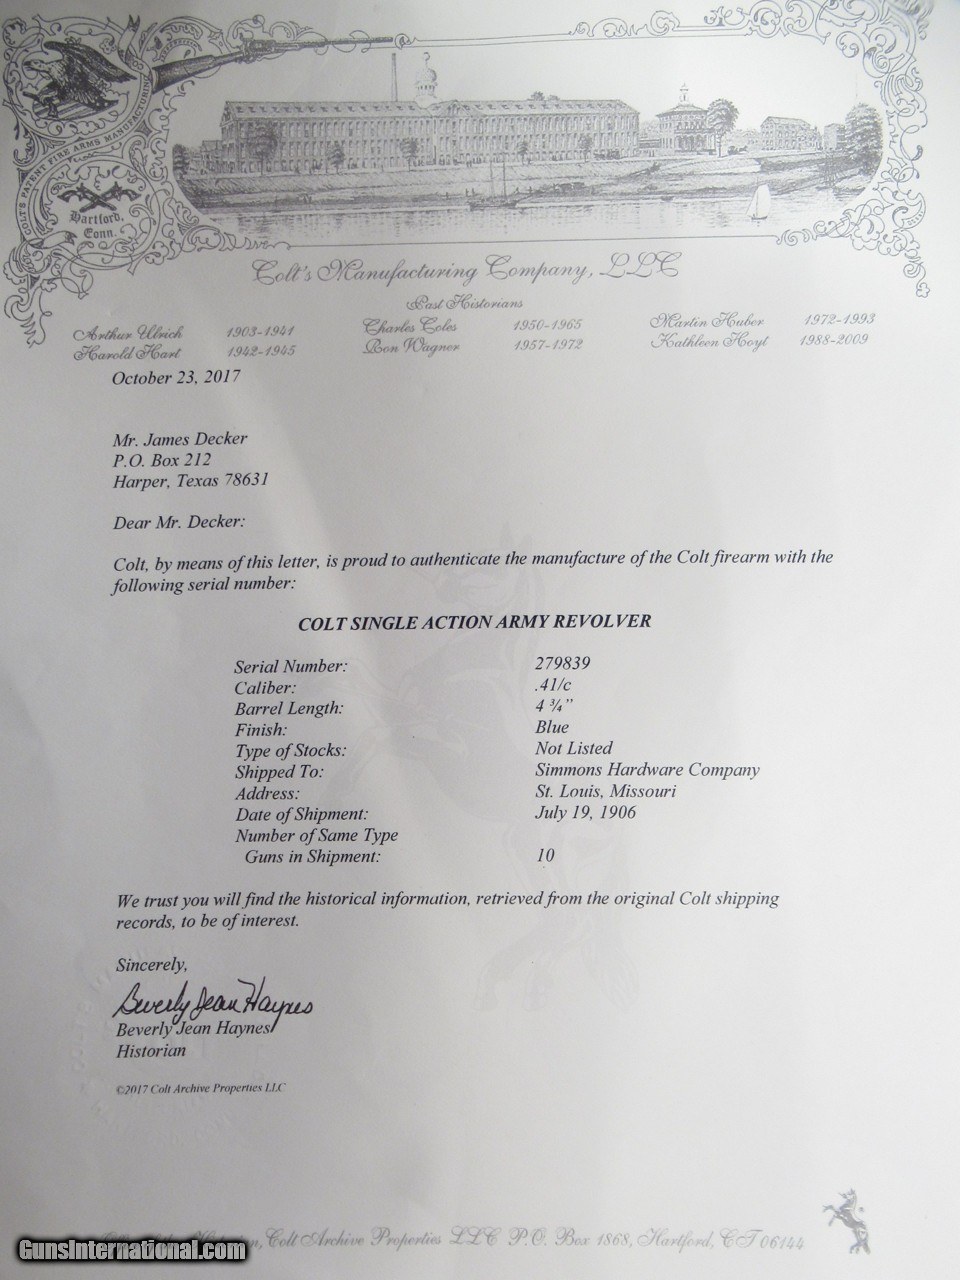 COLT'S PATENT FIRE ARMS MANUFACTURING
Hartford,
Conn.
Colt's Manufacturing Company, LLC
Past Historians
Arthur Ulrich 1903-1941 Charles Coles 1950-1965 Martin Huber 1972-1993
Harold Hart 1942-1945 Ron Wagner 1957-1972 Kathleen Hoyt 1988-2009
October 23, 2017
Mr. James Decker
P.O. Box 212
Harper, Texas 78631
Dear Mr. Decker:
Colt, by means of this letter, is proud to authenticate the manufacture of the Colt firearm with the
following serial number:
COLT SINGLE ACTION ARMY REVOLVER
Serial Number: 279839
Caliber: .41/c
Barrel Length: 4 ¾”
Finish: Blue
Type of Stocks: Not Listed
Shipped To: Simmons Hardware Company
Address: St. Louis, Missouri
Date of Shipment: July 19, 1906
Number of Same Type
Guns in Shipment: 10
We trust you will find the historical information, retrieved from the original Colt shipping
records, to be of interest.
Sincerely,
Beverly Jean Haynes
Beverly Jean Haynes
Historian
©2017 Colt Archive Properties LLC
Historian, Colt Archive Properties LLC P.O. Box 1868, Hartford, CT 06144
GunsInternational.com